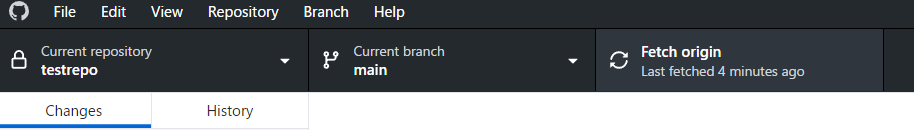 File Edit View Repository Branch Help
Current repository
testrepo
Current branch
main
Fetch origin
Last fetched 4 minutes ago
Changes History